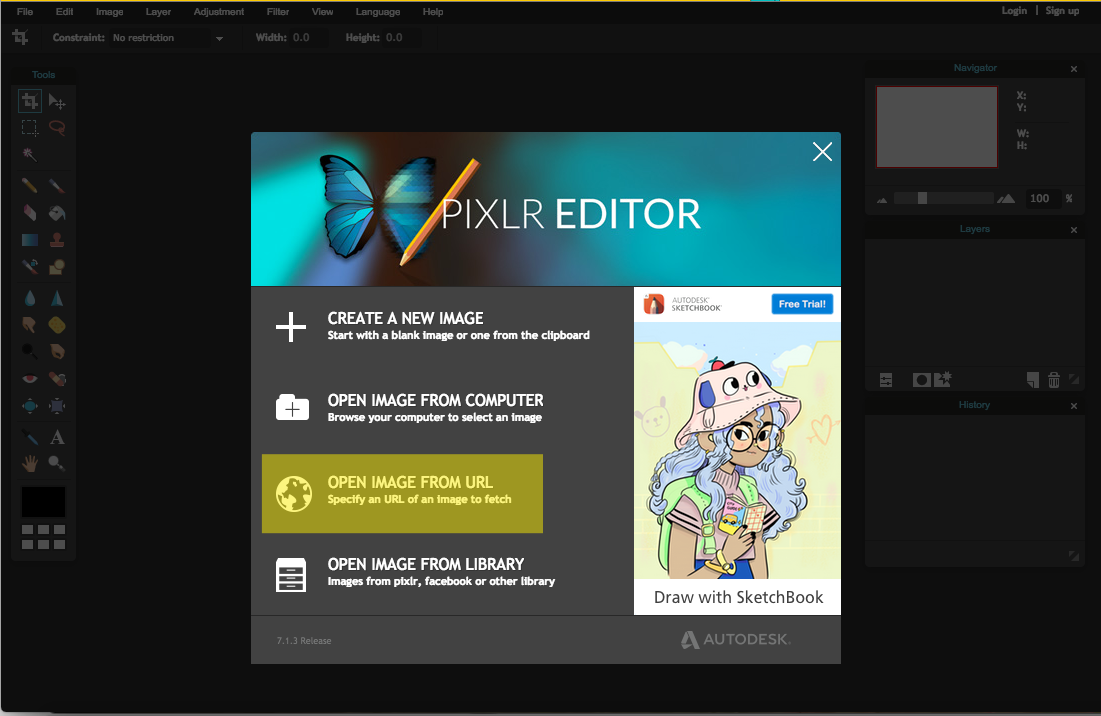 File Edit Image Layer Adjustment Filter View Language Help Login | Sign up
Constraint: No restriction Width: 0.0 Height: 0.0
Tools
Navigator
X:
Y:
W:
H:
100 %
Layers
History
PIXLR EDITOR
CREATE A NEW IMAGE
Start with a blank image or one from the clipboard
OPEN IMAGE FROM COMPUTER
Browse your computer to select an image
OPEN IMAGE FROM URL
Specify an URL of an image to fetch
OPEN IMAGE FROM LIBRARY
Images from pixlr, facebook or other library
AUTODESK
SKETCHBOOK
Free Trial!
Draw with SketchBook
7.1.3 Release
AUTODESK.